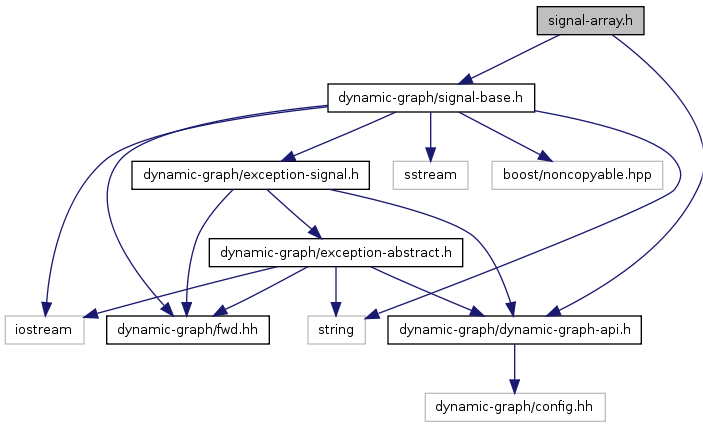 signal-array.h
dynamic-graph/signal-base.h
dynamic-graph/exception-signal.h
sstream
boost/noncopyable.hpp
dynamic-graph/exception-abstract.h
iostream
dynamic-graph/fwd.hh
string
dynamic-graph/dynamic-graph-api.h
dynamic-graph/config.hh